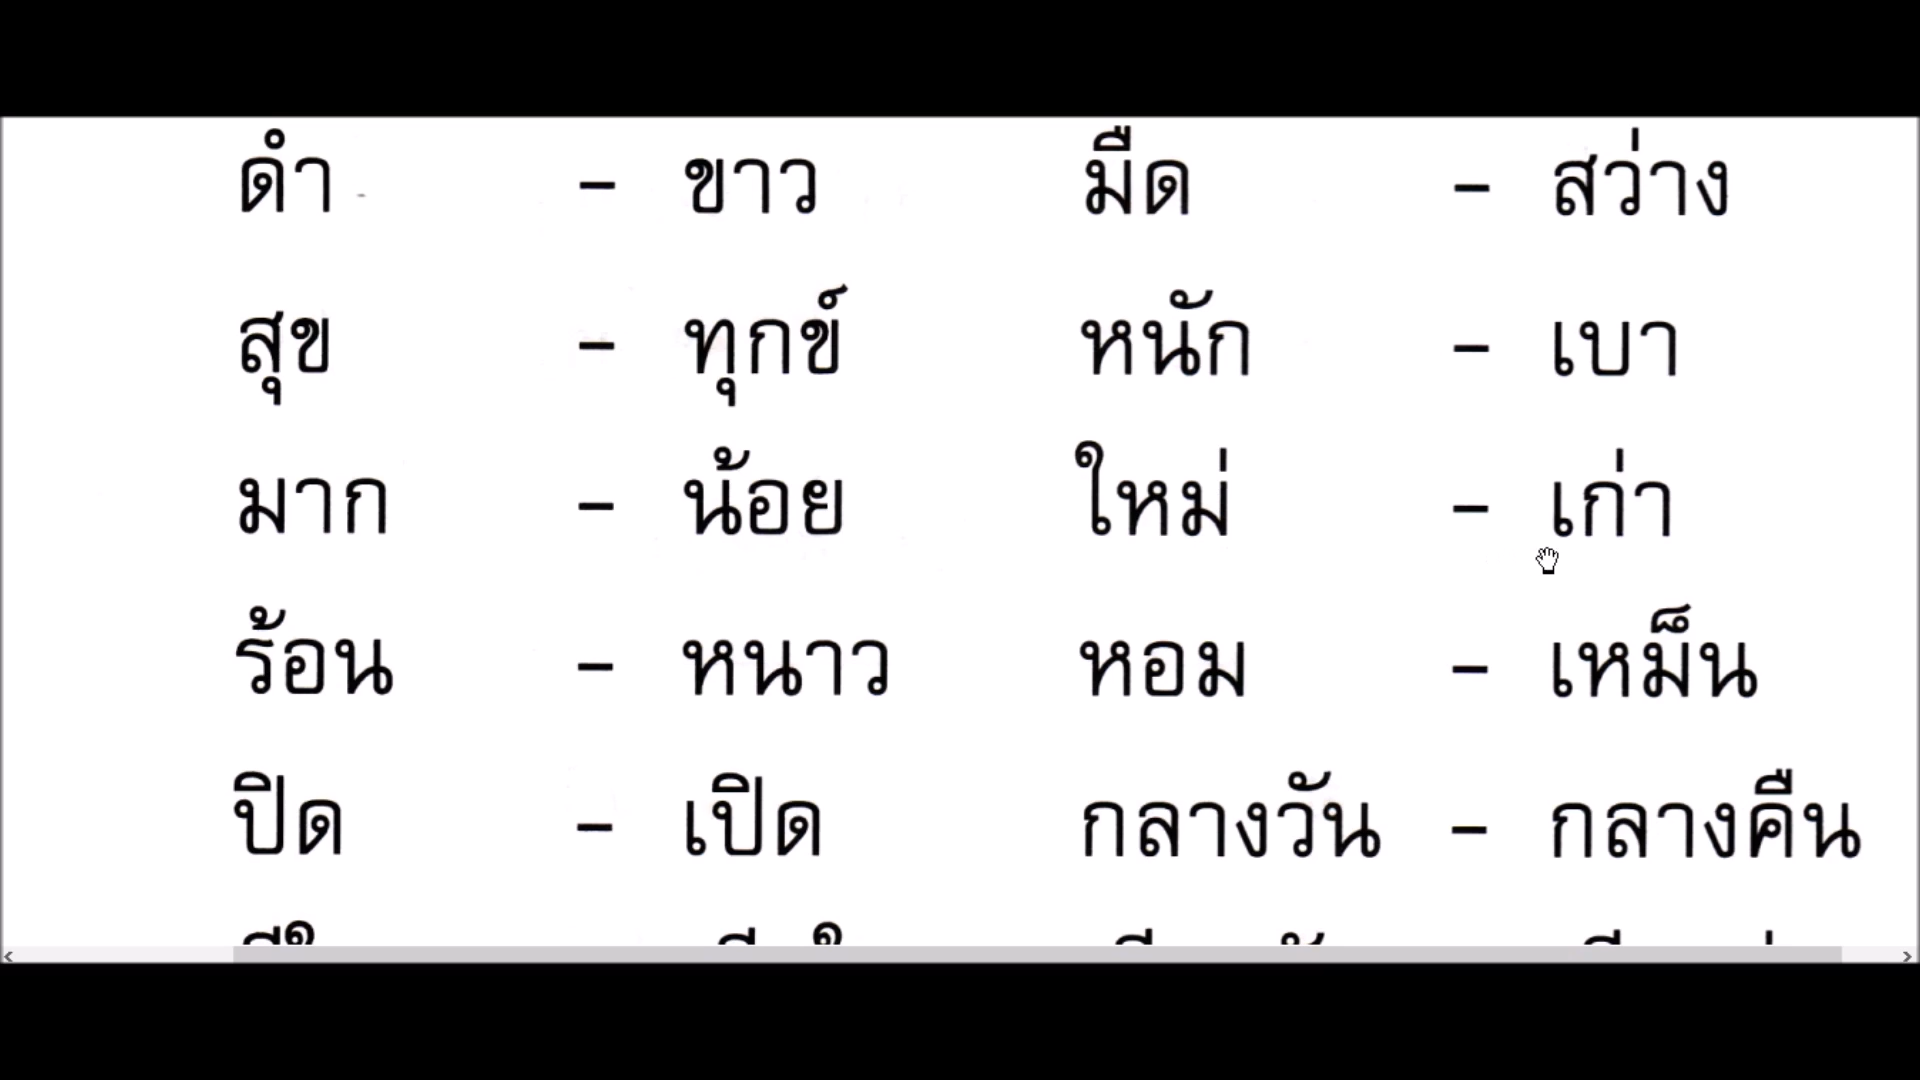 ดำ - ขาว มืด - สว่าง
สุข - ทุกข์ หนัก - เบา
มาก - น้อย ใหม่ - เก่า
ร้อน - หนาว หอม - เหม็น
ปิด - เปิด กลางวัน - กลางคืน